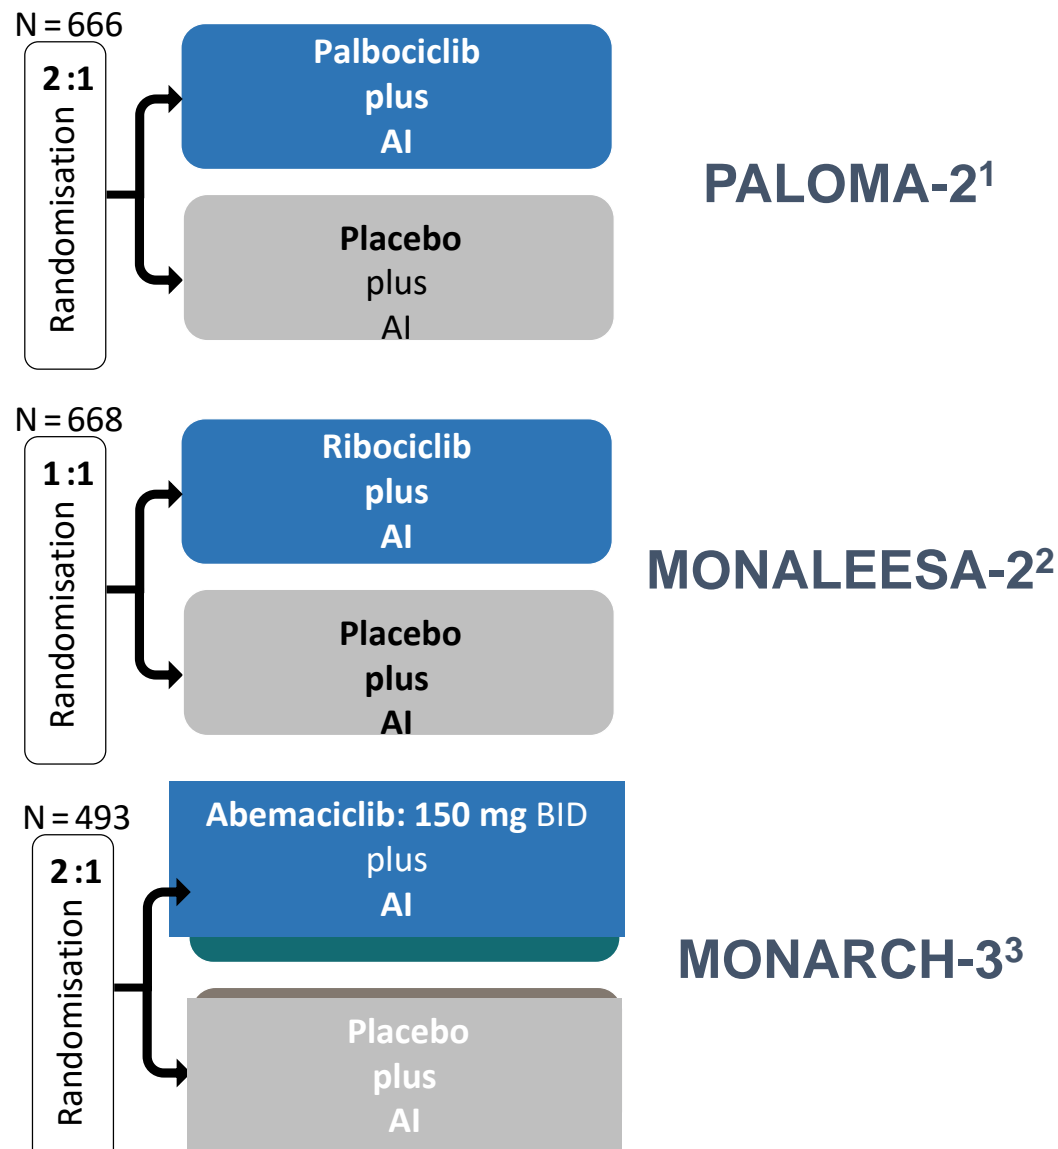 N = 666
2:1
Randomisation
Palbociclib
plus
AI
Placebo
plus
AI
PALOMA-2¹
N = 668
1:1
Randomisation
Ribociclib
plus
AI
Placebo
plus
AI
MONALEESA-2²
N = 493
2:1
Randomisation
Abemaciclib: 150 mg BID
plus
AI
Placebo
plus
AI
MONARCH-3³